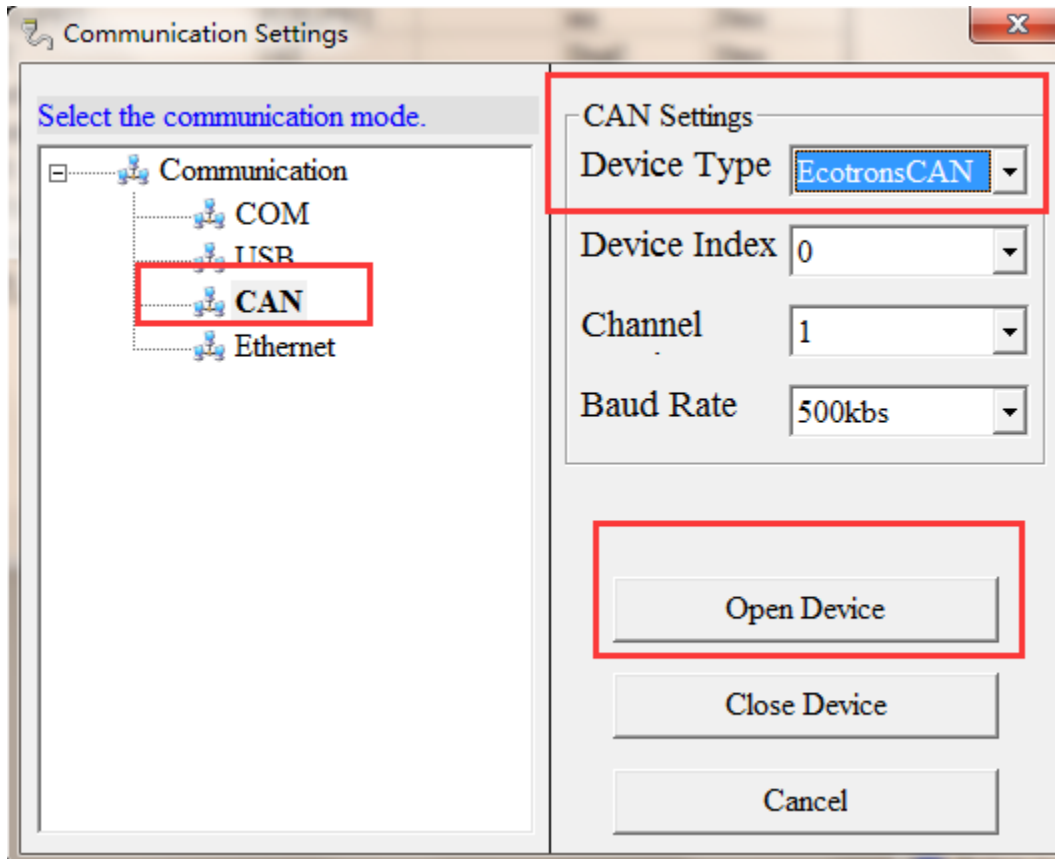 Communication Settings
Select the communication mode.
Communication
COM
USB
CAN
Ethernet
CAN Settings
Device Type EcotronsCAN
Device Index 0
Channel 1
Baud Rate 500kbs
Open Device
Close Device
Cancel